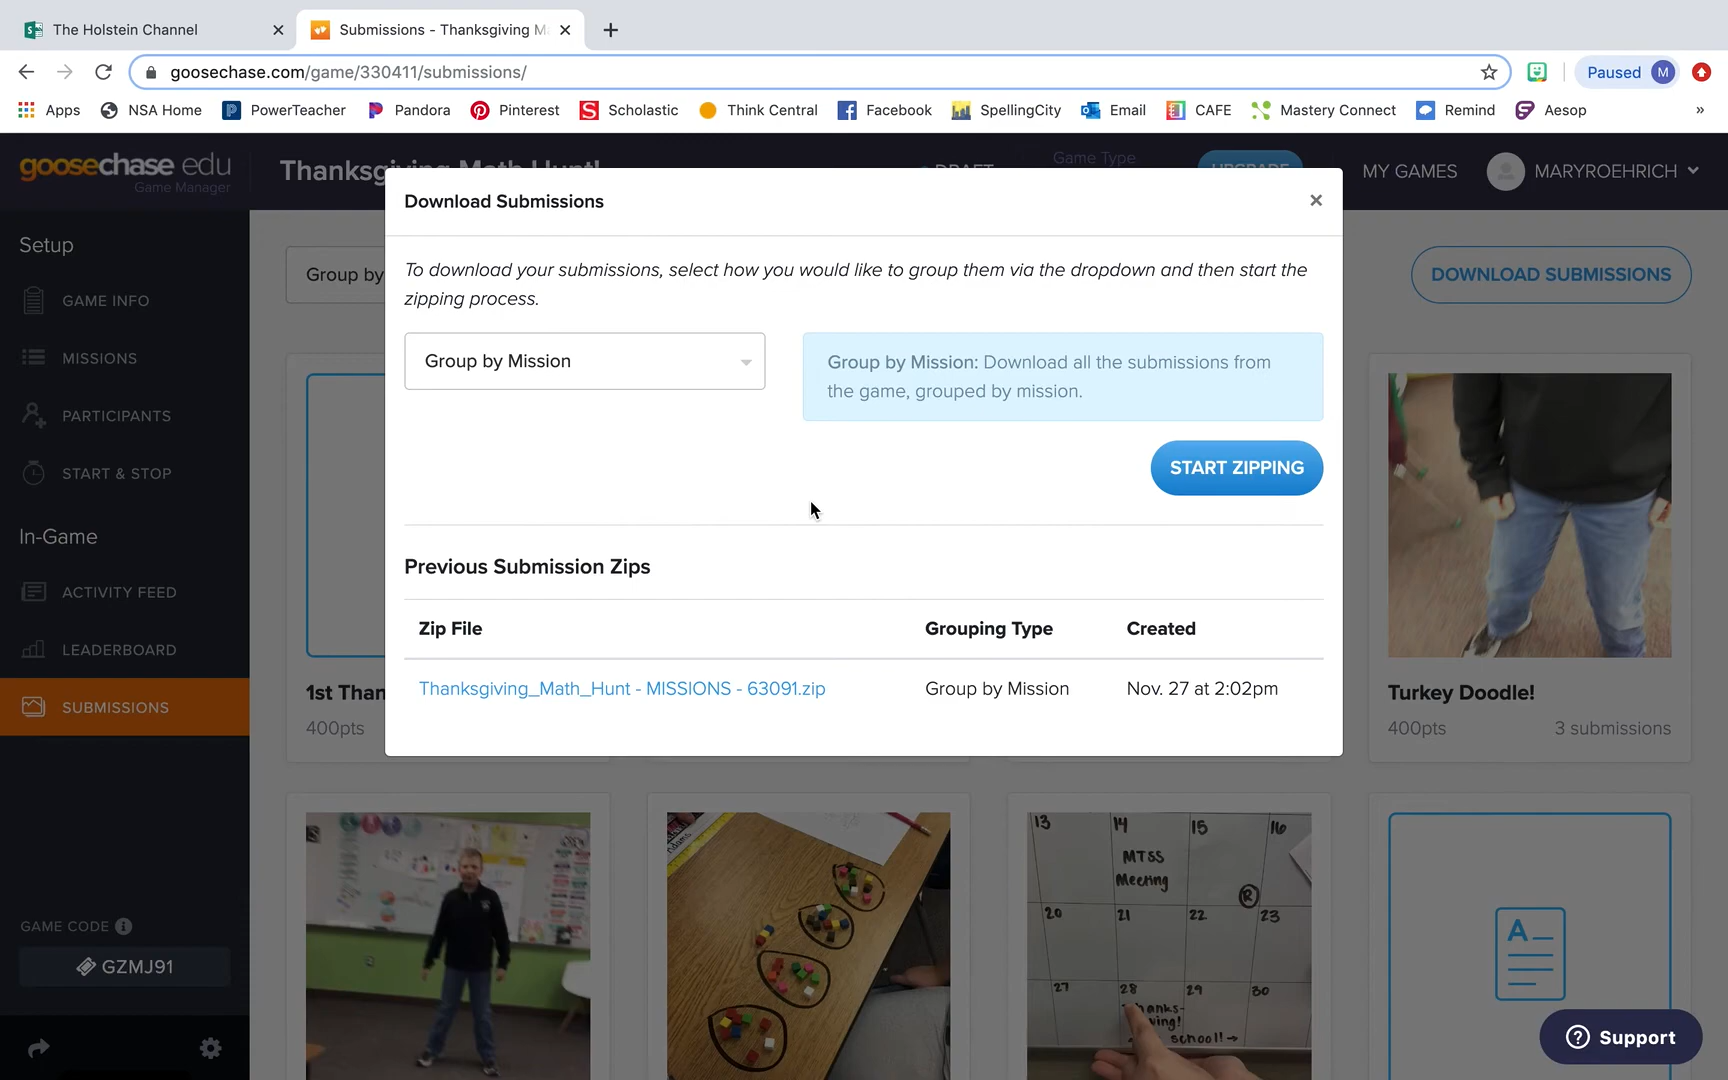 The Holstein Channel
Submissions - Thanksgiving M
goosechase.com/game/330411/submissions/
Paused M
Apps NSA Home PowerTeacher Pandora Pinterest Scholastic Think Central Facebook SpellingCity Email CAFE Mastery Connect Remind Aesop »
goosechase edu
Game Manager
Thanksgiving Math Hunt!
DRAFT
Game Type
UPGRADE
MY GAMES
MARYROEHRICH
Setup
GAME INFO
MISSIONS
PARTICIPANTS
START & STOP
In-Game
ACTIVITY FEED
LEADERBOARD
SUBMISSIONS
GAME CODE
GZMJ91
Group by
DOWNLOAD SUBMISSIONS
Download Submissions
To download your submissions, select how you would like to group them via the dropdown and then start the
zipping process.
Group by Mission
Group by Mission: Download all the submissions from
the game, grouped by mission.
START ZIPPING
Previous Submission Zips
Zip File Grouping Type Created
Thanksgiving_Math_Hunt - MISSIONS - 63091.zip Group by Mission Nov. 27 at 2:02pm
1st Than
400pts
Turkey Doodle!
400pts 3 submissions
13 14 15 16
MTSS
Meeting
R
20 21 22 23
27 28 29 30
hanks-
ving!
school!→
A
Support